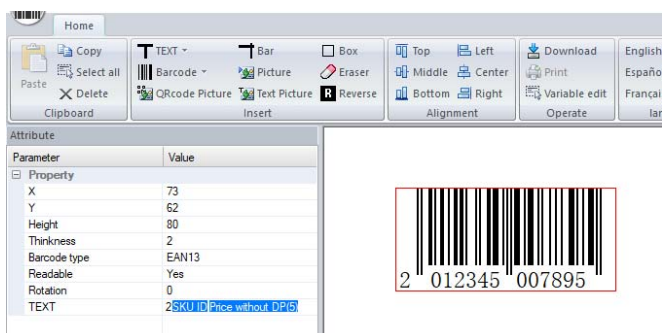 Home
Copy
Select all
Paste
Delete
Clipboard
TEXT
Bar
Box
Barcode
Picture
Eraser
QRcode Picture
Text Picture
R Reverse
Insert
Top
Left
Middle
Center
Bottom
Right
Alignment
Download
Print
Variable edit
Operate
English
Españo
Françai
lar
Attribute
Parameter Value
Property
X 73
Y 62
Height 80
Thinkness 2
Barcode type EAN13
Readable Yes
Rotation 0
TEXT 2SKU ID Price without DP(5)
2 012345 007895